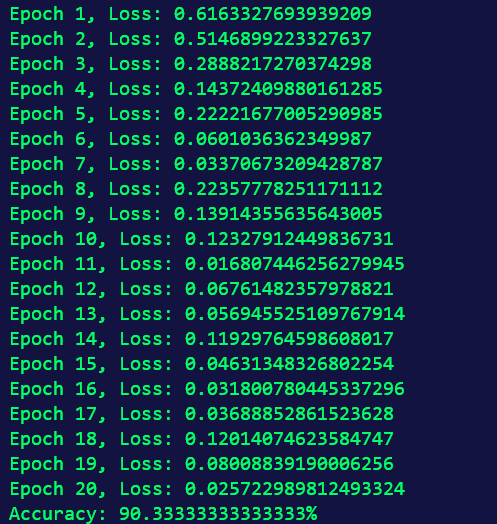 Epoch 1, Loss: 0.6163327693939209
Epoch 2, Loss: 0.5146899223327637
Epoch 3, Loss: 0.2888217270374298
Epoch 4, Loss: 0.14372409880161285
Epoch 5, Loss: 0.22221677005290985
Epoch 6, Loss: 0.0601036362349987
Epoch 7, Loss: 0.03370673209428787
Epoch 8, Loss: 0.22357778251171112
Epoch 9, Loss: 0.13914355635643005
Epoch 10, Loss: 0.12327912449836731
Epoch 11, Loss: 0.016807446256279945
Epoch 12, Loss: 0.06761482357978821
Epoch 13, Loss: 0.056945525109767914
Epoch 14, Loss: 0.11929764598608017
Epoch 15, Loss: 0.04631348326802254
Epoch 16, Loss: 0.031800780445337296
Epoch 17, Loss: 0.03688852861523628
Epoch 18, Loss: 0.12014074623584747
Epoch 19, Loss: 0.08008839190006256
Epoch 20, Loss: 0.025722989812493324
Accuracy: 90.33333333333333%